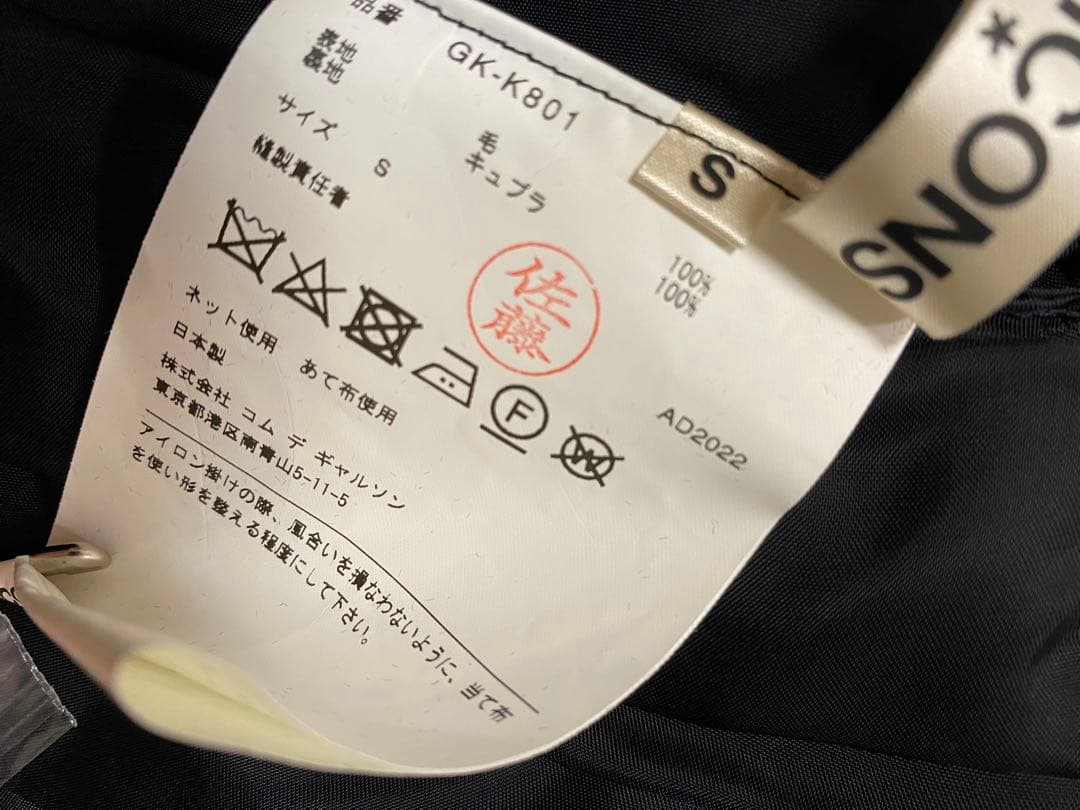 品番 GK-K801
表地 毛 100%
裏地 キュプラ 100%
サイズ S
縫製責任者
佐藤
F
W
ネット使用 あて布使用
日本製 AD2022
株式会社 コム デ ギャルソン
東京都港区南青山5-11-5
アイロン掛けの際、風合いを損なわないように、当て布
を使い形を整える程度にして下さい。
S
*
ONS